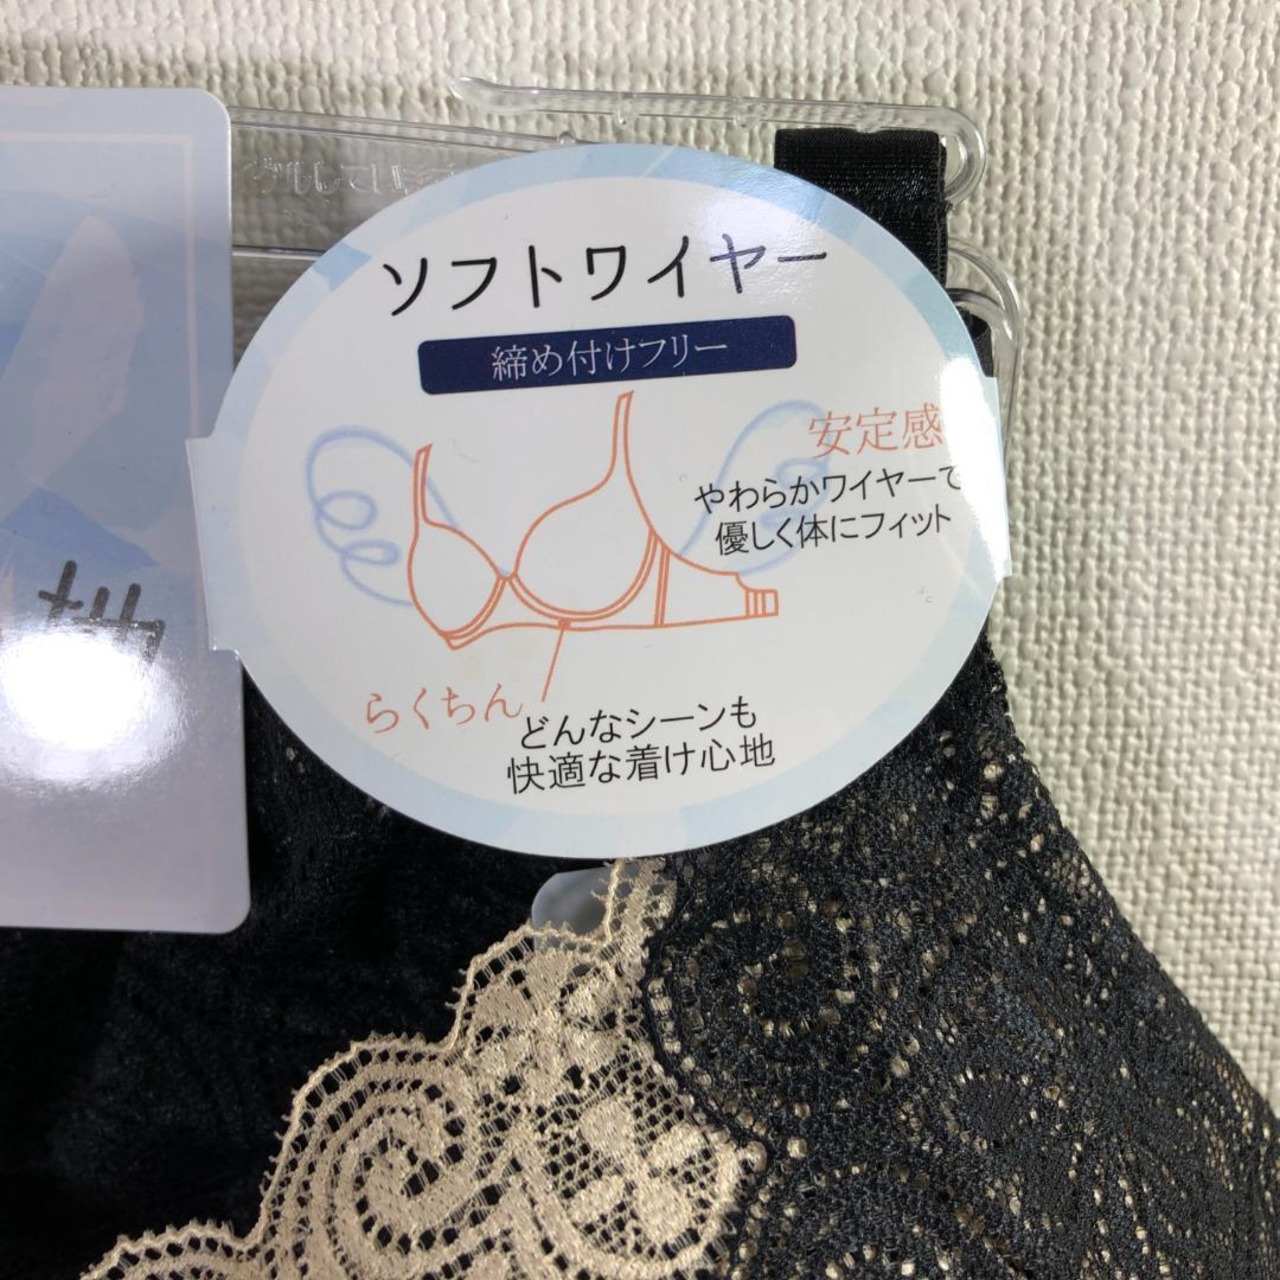 ソフトワイヤー
締め付けフリー
安定感
やわらかワイヤーで
優しく体にフィット
らくちん
どんなシーンも
快適な着け心地